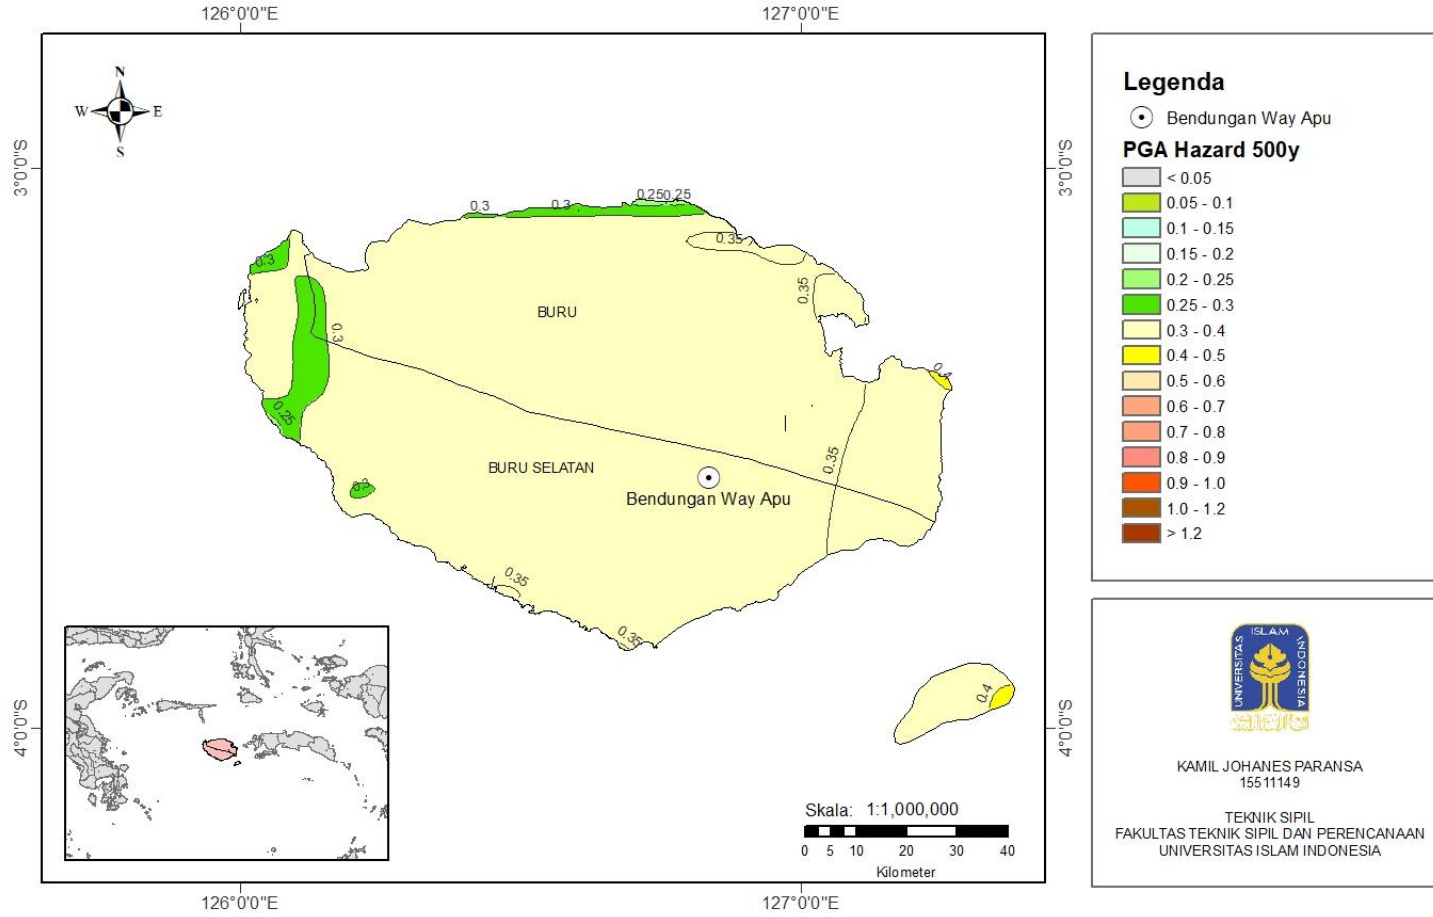 126°0'0"E
127°0'0"E
N
W
E
S
3°0'0"S
3°0'0"S
0.3
0.3
0.25
0.25
0.3
0.35
0.35
BURU
0.3
0.4
0.25
BURU SELATAN
0.35
0.3
Bendungan Way Apu
0.35
0.35
0.4
4°0'0"S
4°0'0"S
Skala: 1:1,000,000
0 5 10 20 30 40
Kilometer
126°0'0"E
127°0'0"E
Legenda
Bendungan Way Apu
PGA Hazard 500y
< 0.05
0.05 - 0.1
0.1 - 0.15
0.15 - 0.2
0.2 - 0.25
0.25 - 0.3
0.3 - 0.4
0.4 - 0.5
0.5 - 0.6
0.6 - 0.7
0.7 - 0.8
0.8 - 0.9
0.9 - 1.0
1.0 - 1.2
> 1.2
UNIVERSITAS
ISLAM
INDONESIA
KAMIL JOHANES PARANSA
15511149
TEKNIK SIPIL
FAKULTAS TEKNIK SIPIL DAN PERENCANAAN
UNIVERSITAS ISLAM INDONESIA